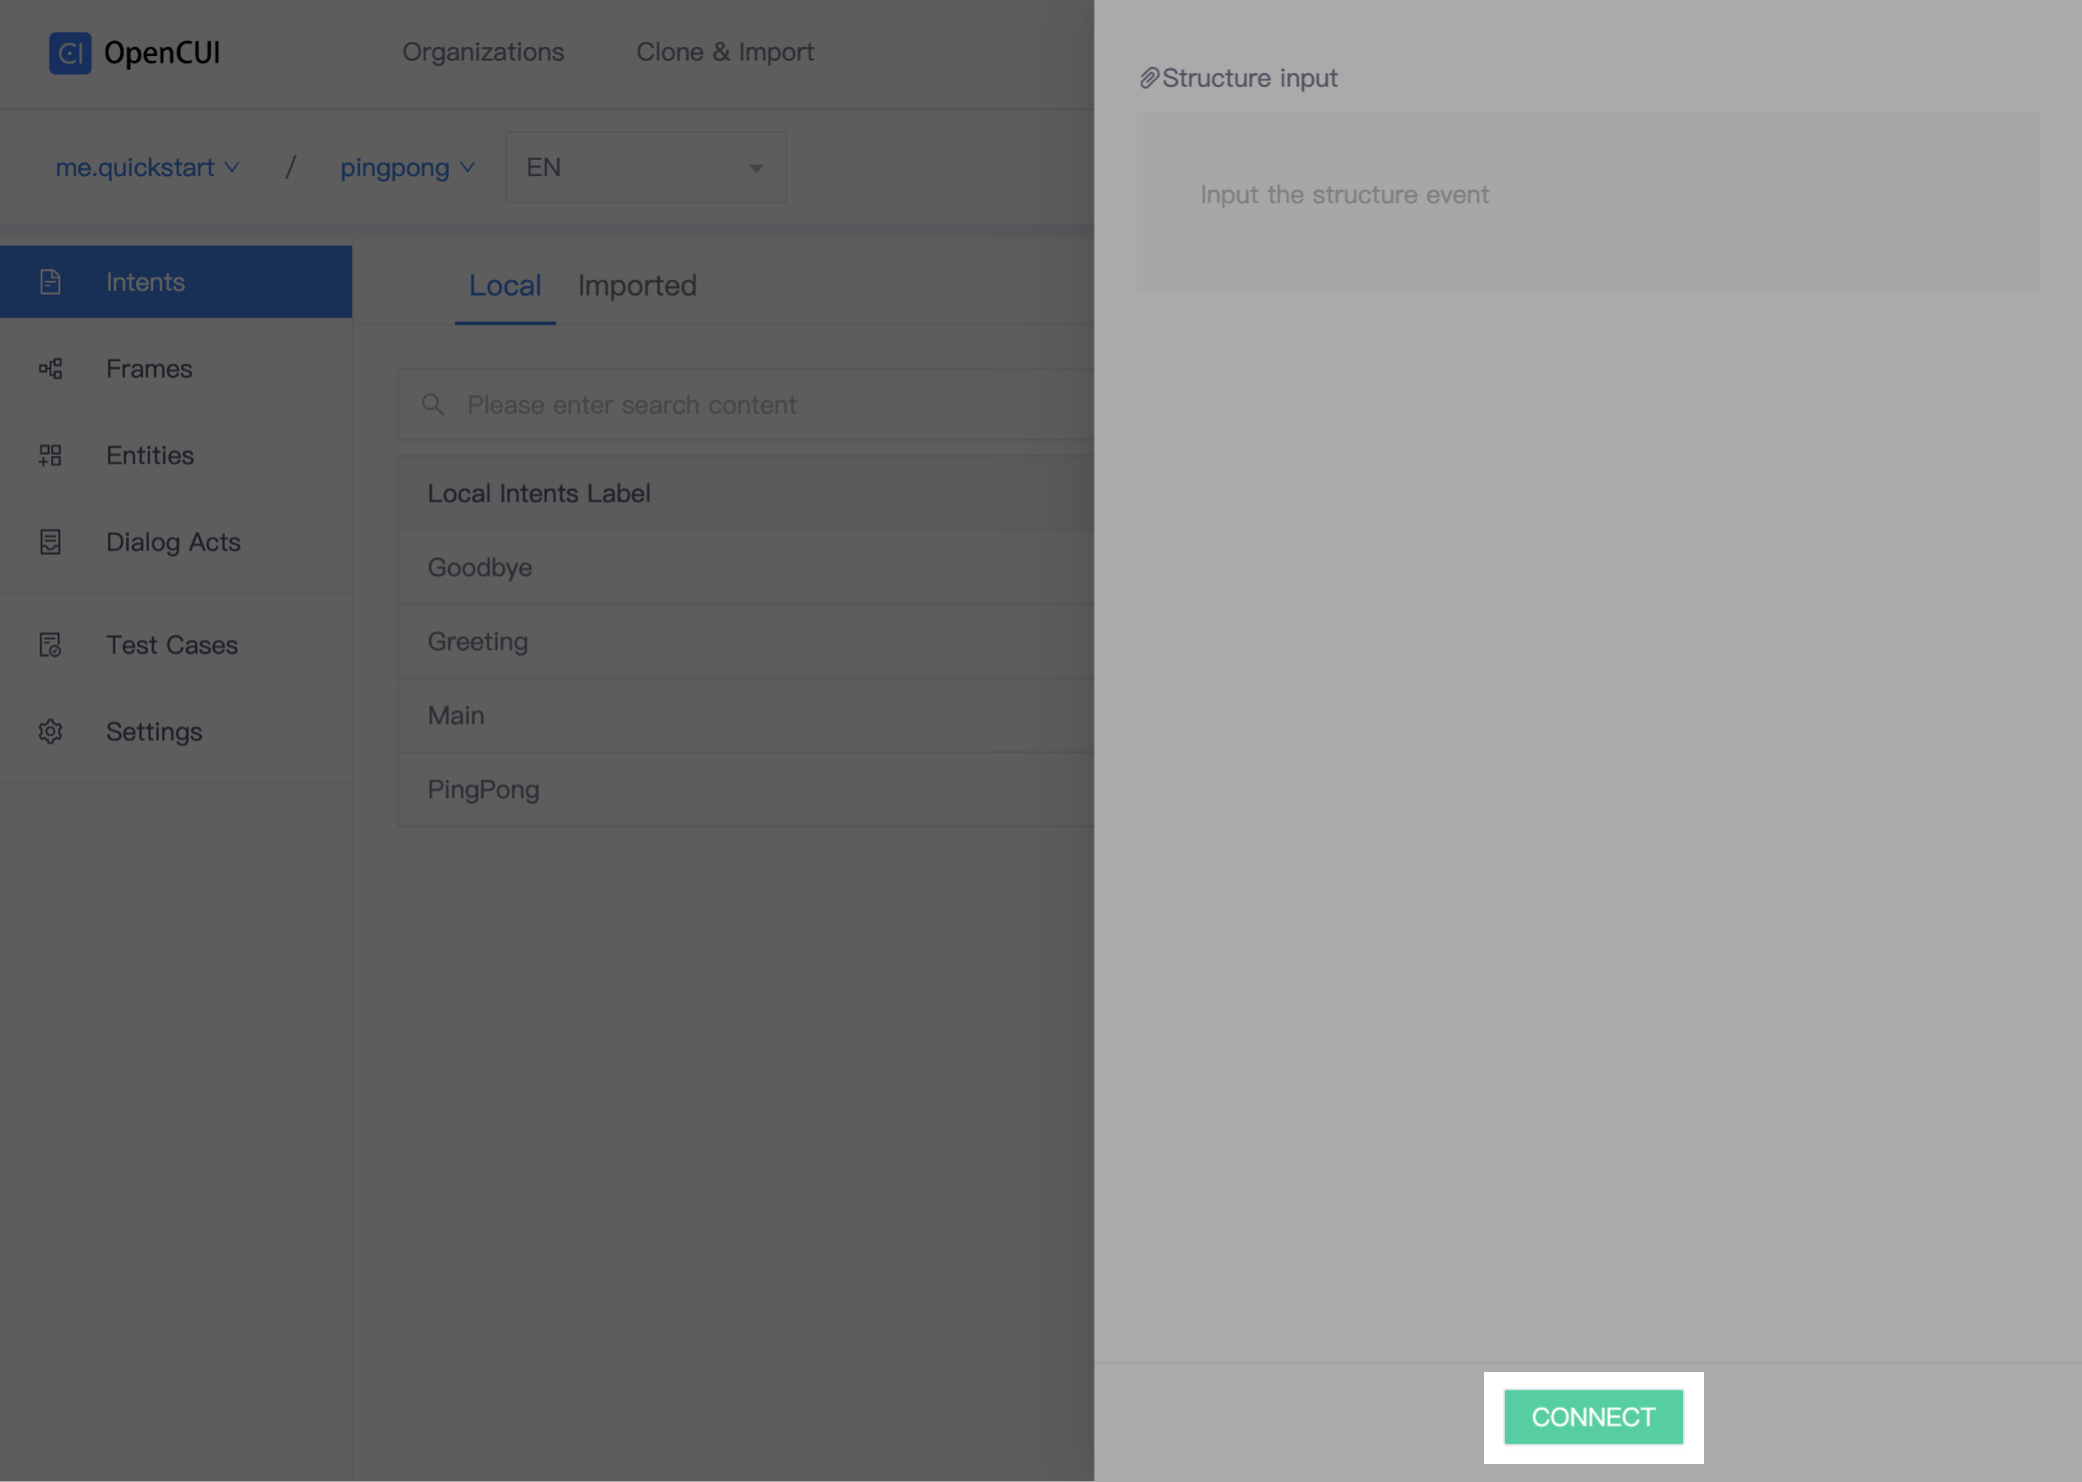 CI OpenCUI
Organizations
Clone & Import
me.quickstart / pingpong
EN
Intents
Frames
Entities
Dialog Acts
Test Cases
Settings
Local
Imported
Please enter search content
Local Intents Label
Goodbye
Greeting
Main
PingPong
Structure input
Input the structure event
CONNECT